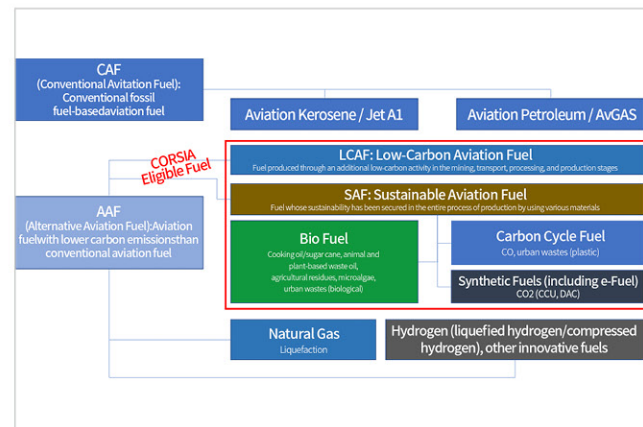 CAF
(Conventional Avitation Fuel):
Conventional fossil
fuel-basedaviation fuel
Aviation Kerosene / Jet A1
Aviation Petroleum / AvGAS
CORSIA
Eligible Fuel
LCAF: Low-Carbon Aviation Fuel
Fuel produced through an additional low-carbon activity in the mining, transport, processing, and production stages
SAF: Sustainable Aviation Fuel
Fuel whose sustainability has been secured in the entire process of production by using various materials
AAF
(Alternative Aviation Fuel):Aviation
fuelwith lower carbon emissionsthan
conventional aviation fuel
Bio Fuel
Cooking oil/sugar cane, animal and
plant-based waste oil,
agricultural residues, microalgae,
urban wastes (biological)
Carbon Cycle Fuel
CO, urban wastes (plastic)
Synthetic Fuels (including e-Fuel)
CO2 (CCU, DAC)
Natural Gas
Liquefaction
Hydrogen (liquefied hydrogen/compressed
hydrogen), other innovative fuels